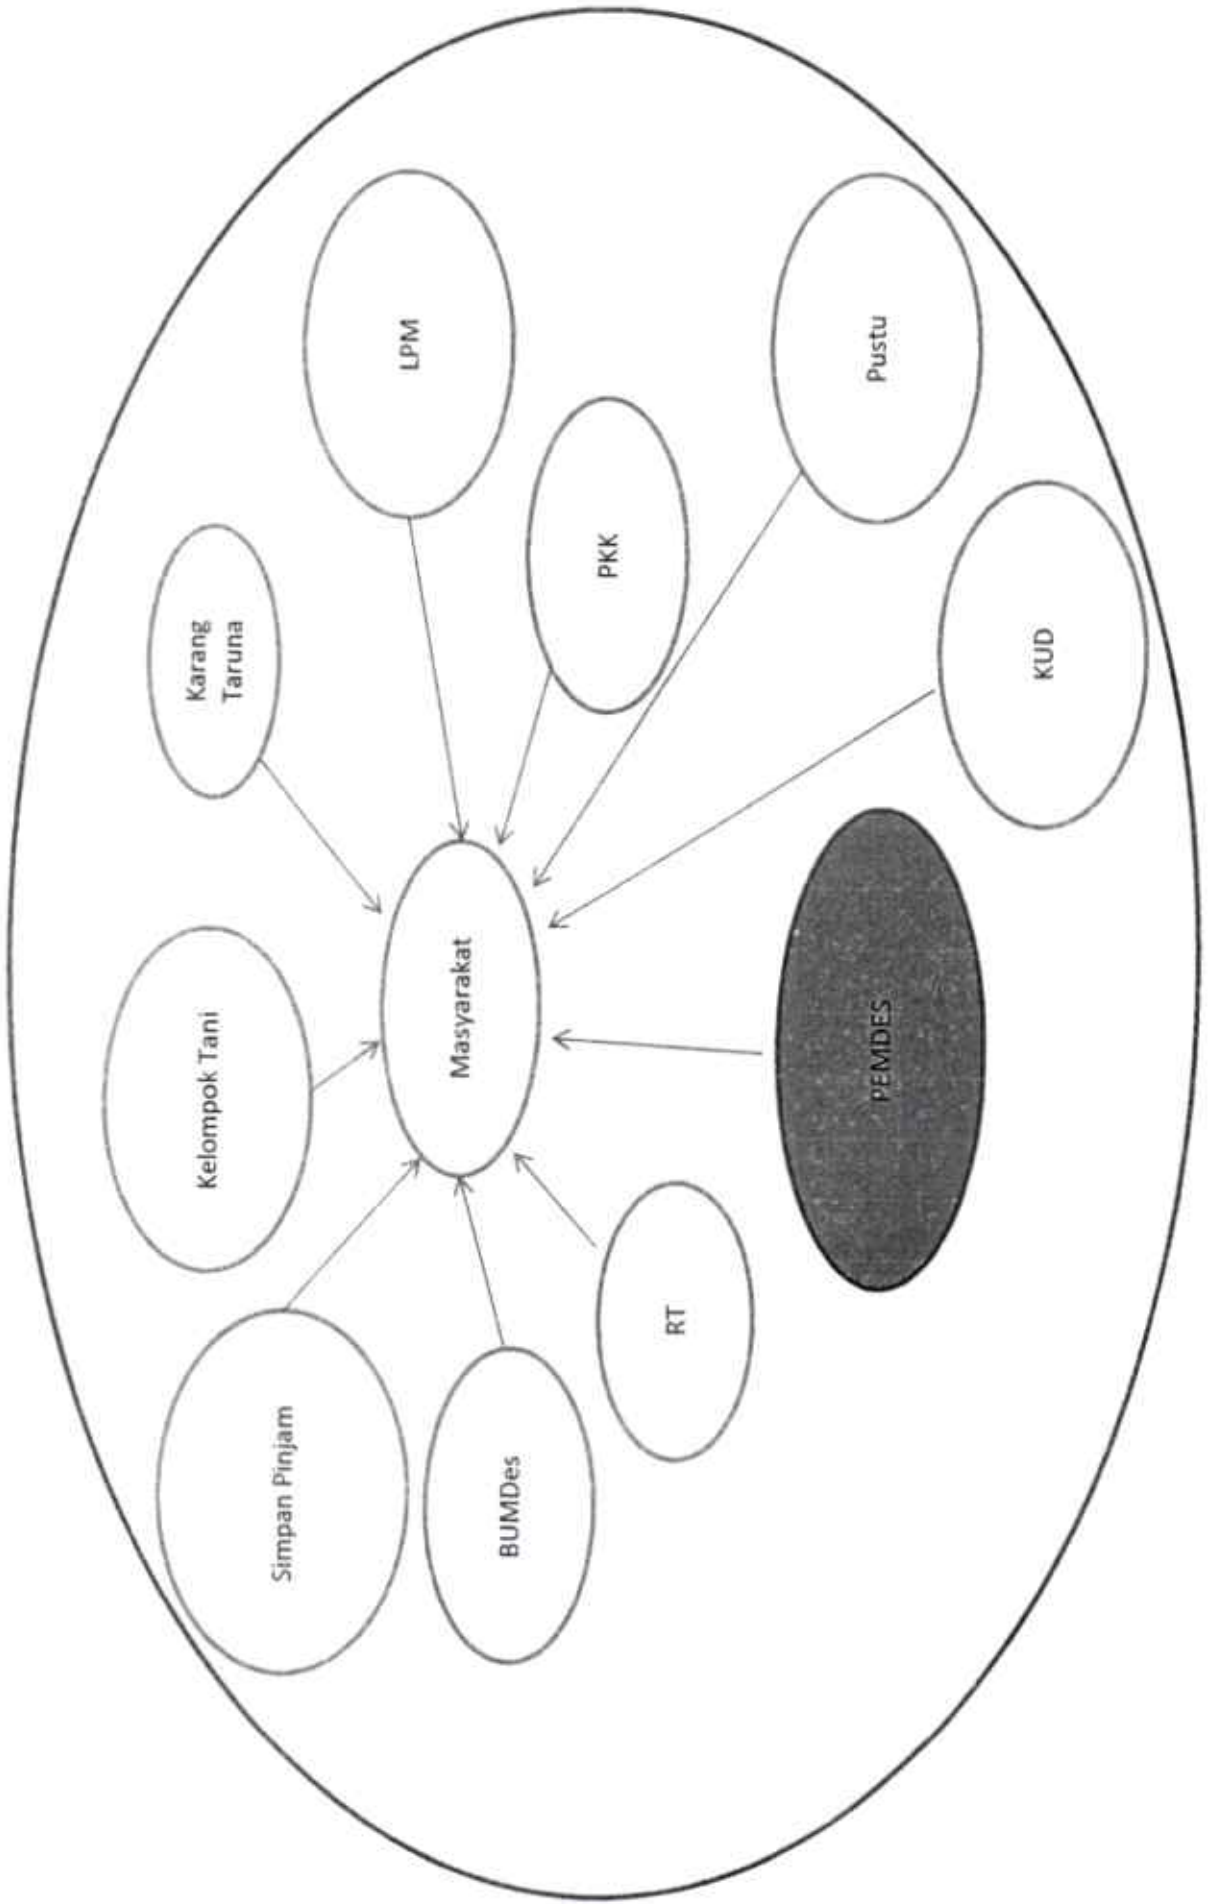 Kelompok Tani
Karang
Taruna
Simpan Pinjam
LPM
Masyarakat
BUMDes
PKK
RT
PEMDES
Pustu
KUD